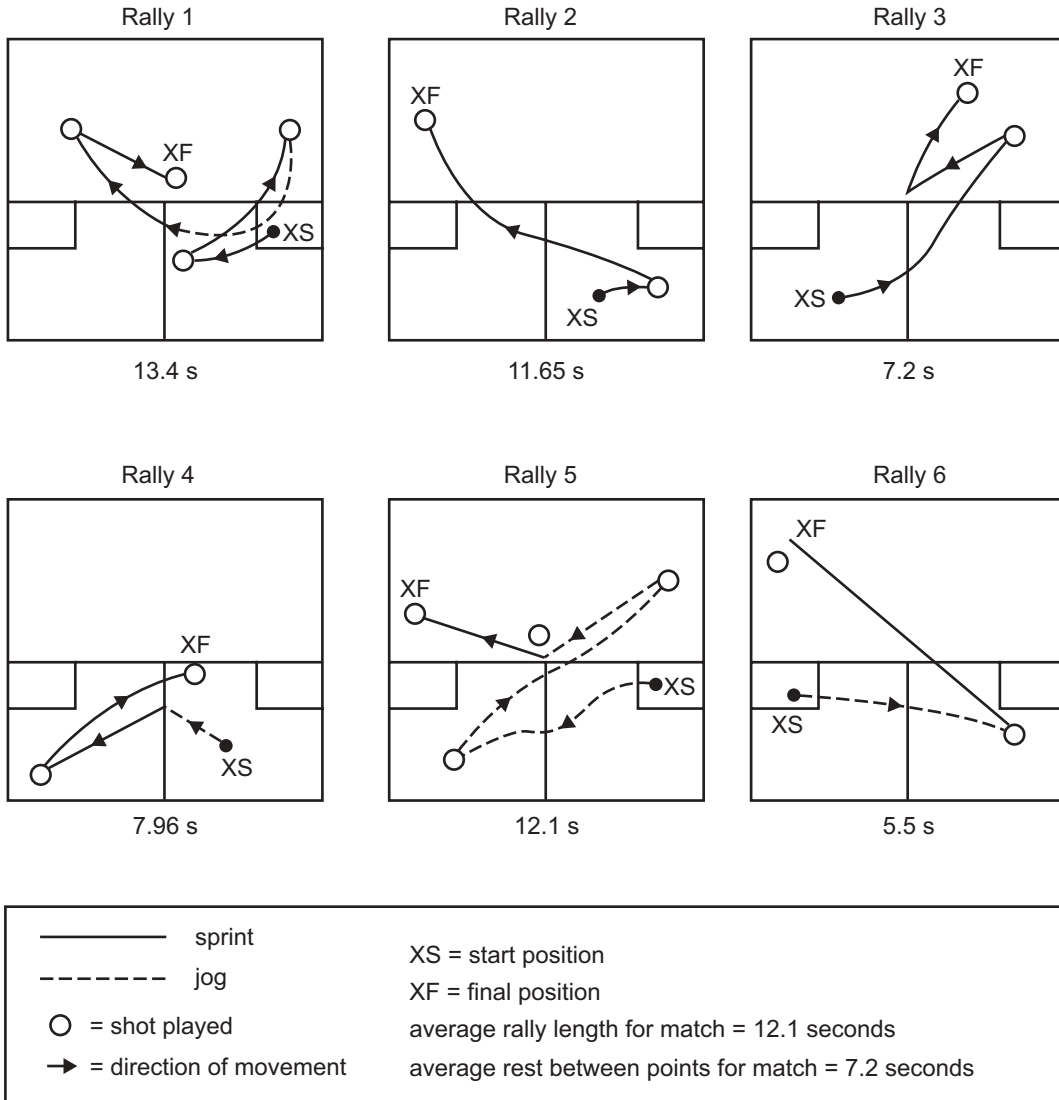 Rally 1
Rally 2
Rally 3
XF
XS
13.4 s
XF
XS
11.65 s
XF
XS
7.2 s
Rally 4
Rally 5
Rally 6
XF
XS
7.96 s
XF
XS
12.1 s
XF
XS
5.5 s
sprint
jog
= shot played
= direction of movement
XS = start position
XF = final position
average rally length for match = 12.1 seconds
average rest between points for match = 7.2 seconds